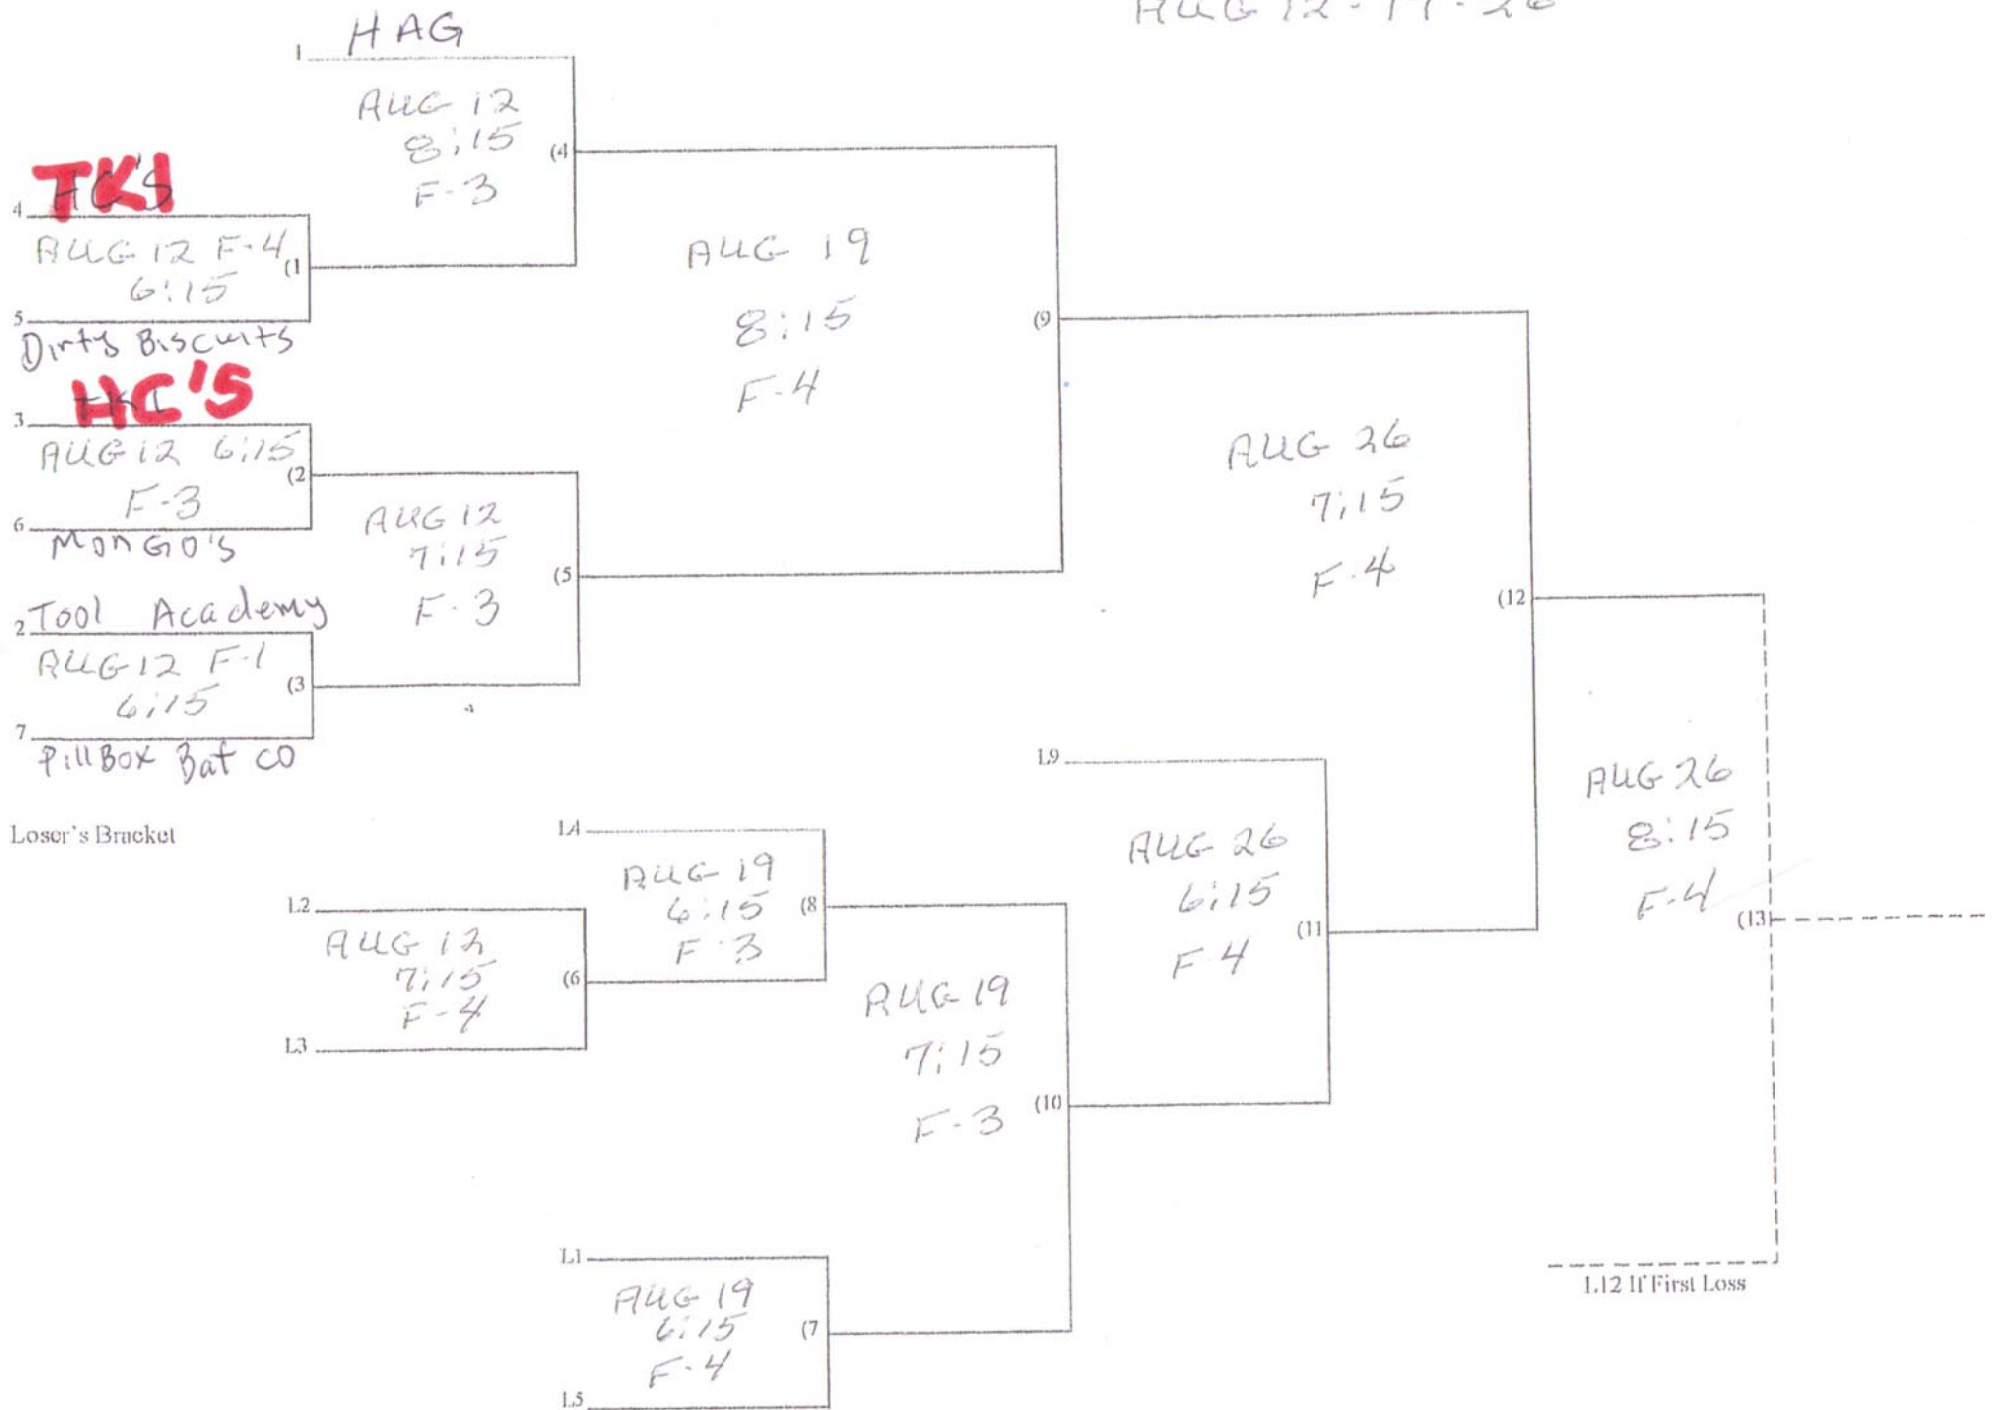 AUG 12 - 19 - 26
1 HAG
AUG 12
8:15
(4
F-3
4 TKI
AUG 12 F-4
(1
6:15
5
Dirty Biscuits
AUG 19
8:15
F-4
(9
3 HC'S
AUG 12 6:15
(2
F-3
6
MONGO'S
AUG 12
7:15
(5
F-3
2 Tool Academy
AUG 12 F-1
(3
6:15
7
PillBox Bat CO
AUG 26
7:15
F-4
(12
Loser's Bracket
L4
AUG 19
6:15 (8
F-3
L2
AUG 12
7:15
(6
F-4
L3
L9
AUG 26
6:15
(11
F-4
AUG 19
7:15
(10
F-3
AUG 26
8:15
F-4
(13
L1
AUG 19
6:15 (7
F-4
L5
L12 If First Loss